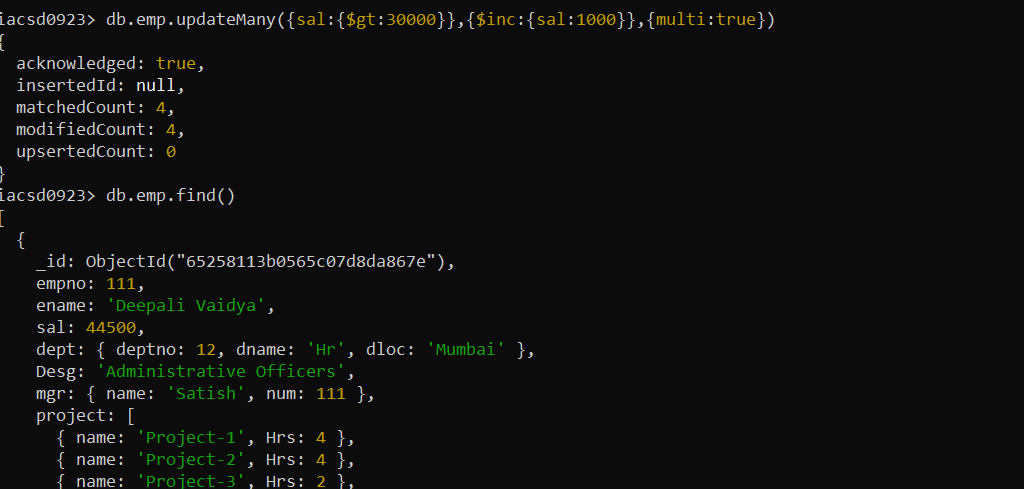 iacsd0923> db.emp.updateMany({sal:{$gt:30000}},{$inc:{sal:1000}},{multi:true})
{
  acknowledged: true,
  insertedId: null,
  matchedCount: 4,
  modifiedCount: 4,
  upsertedCount: 0
}
iacsd0923> db.emp.find()
[
  {
    _id: ObjectId("65258113b0565c07d8da867e"),
    empno: 111,
    ename: 'Deepali Vaidya',
    sal: 44500,
    dept: { deptno: 12, dname: 'Hr', dloc: 'Mumbai' },
    Desg: 'Administrative Officers',
    mgr: { name: 'Satish', num: 111 },
    project: [
      { name: 'Project-1', Hrs: 4 },
      { name: 'Project-2', Hrs: 4 },
      { name: 'Project-3', Hrs: 2 },